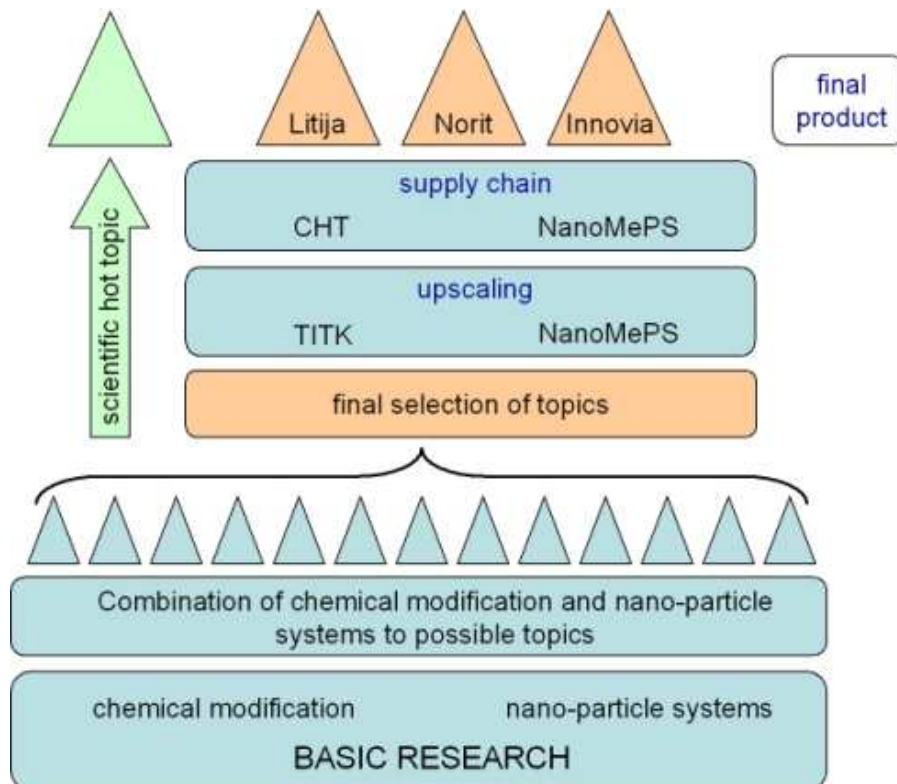 Litija
Norit
Innovia
final
product
supply chain
CHT
NanoMePS
scientific hot topic
upscaling
TITK
NanoMePS
final selection of topics
Combination of chemical modification and nano-particle
systems to possible topics
chemical modification
nano-particle systems
BASIC RESEARCH